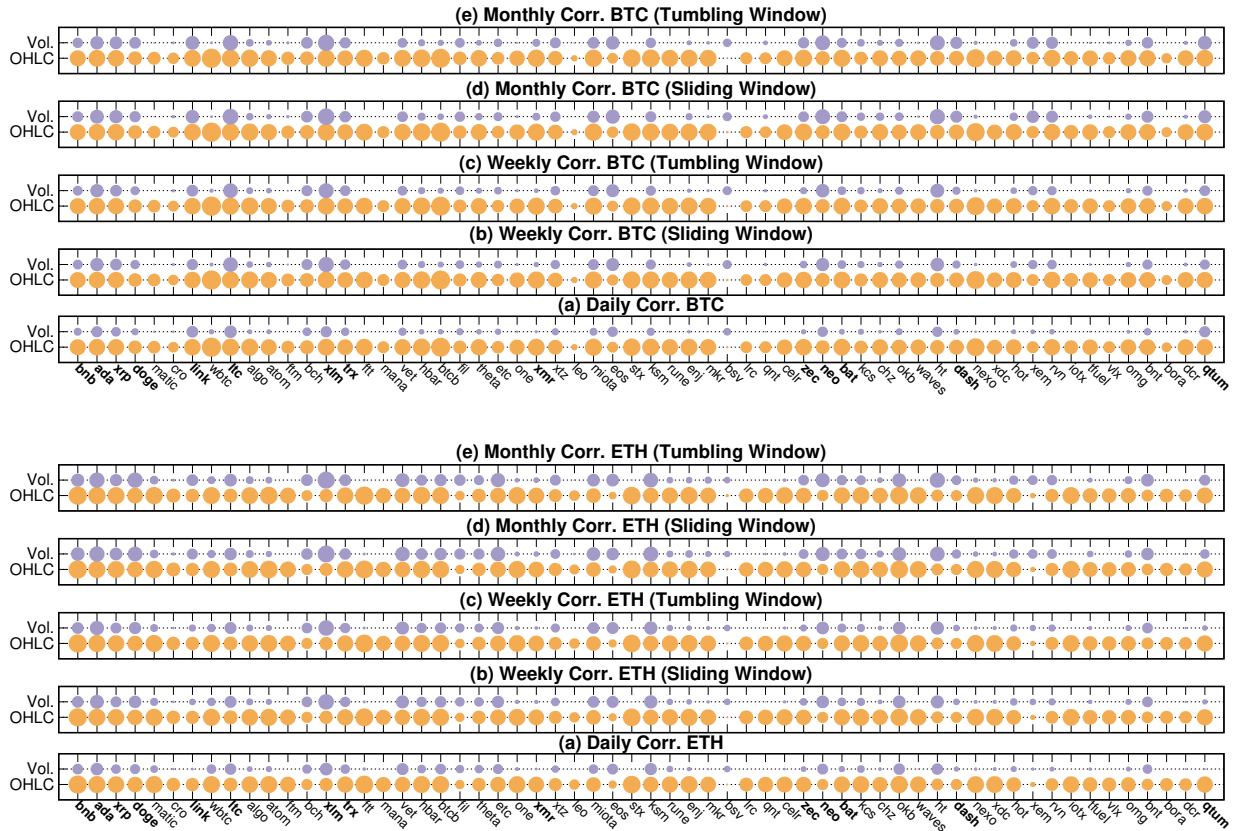 (e) Monthly Corr. BTC (Tumbling Window)
Vol.
OHLC
(d) Monthly Corr. BTC (Sliding Window)
Vol.
OHLC
(c) Weekly Corr. BTC (Tumbling Window)
Vol.
OHLC
(b) Weekly Corr. BTC (Sliding Window)
Vol.
OHLC
(a) Daily Corr. BTC
Vol.
OHLC
bnb ada xrp doge matic cro link wbtc ltc algo atom ftm bch xlm trx ftt mana vet hbar btcb fil theta etc one xmr xtz leo miota eos stx ksm rune enj mkr bsv lrc qnt celr zec neo bat kcs chz okb waves ht dash nexo xdc hot xem rvn iotx tfuel vlx omg bnt bora dcr qtum
(e) Monthly Corr. ETH (Tumbling Window)
Vol.
OHLC
(d) Monthly Corr. ETH (Sliding Window)
Vol.
OHLC
(c) Weekly Corr. ETH (Tumbling Window)
Vol.
OHLC
(b) Weekly Corr. ETH (Sliding Window)
Vol.
OHLC
(a) Daily Corr. ETH
Vol.
OHLC
bnb ada xrp doge matic cro link wbtc ltc algo atom ftm bch xlm trx ftt mana vet hbar btcb fil theta etc one xmr xtz leo miota eos stx ksm rune enj mkr bsv lrc qnt celr zec neo bat kcs chz okb waves ht dash nexo xdc hot xem rvn iotx tfuel vlx omg bnt bora dcr qtum